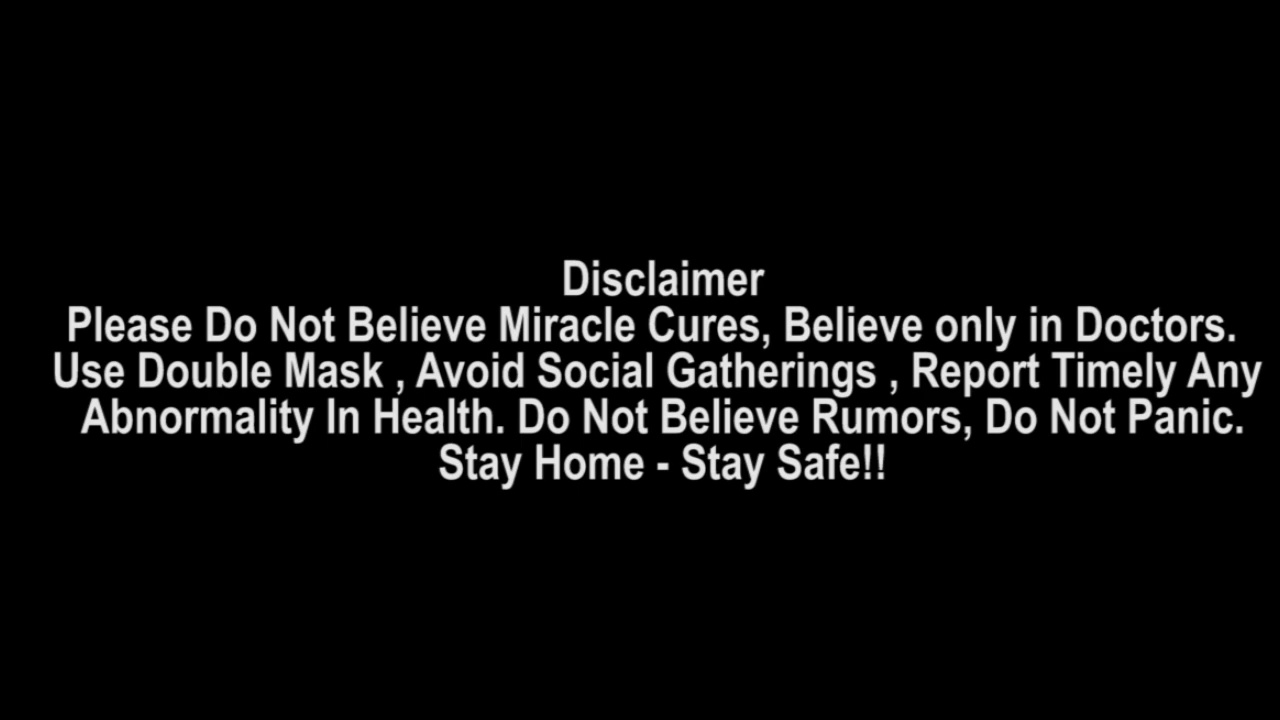 Disclaimer
Please Do Not Believe Miracle Cures, Believe only in Doctors.
Use Double Mask , Avoid Social Gatherings , Report Timely Any
Abnormality In Health. Do Not Believe Rumors, Do Not Panic.
Stay Home - Stay Safe!!